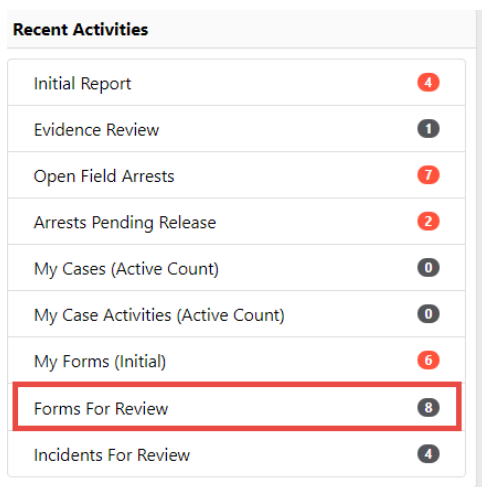 Recent Activities
Initial Report 4
Evidence Review 1
Open Field Arrests 7
Arrests Pending Release 2
My Cases (Active Count) 0
My Case Activities (Active Count) 0
My Forms (Initial) 6
Forms For Review 8
Incidents For Review 4